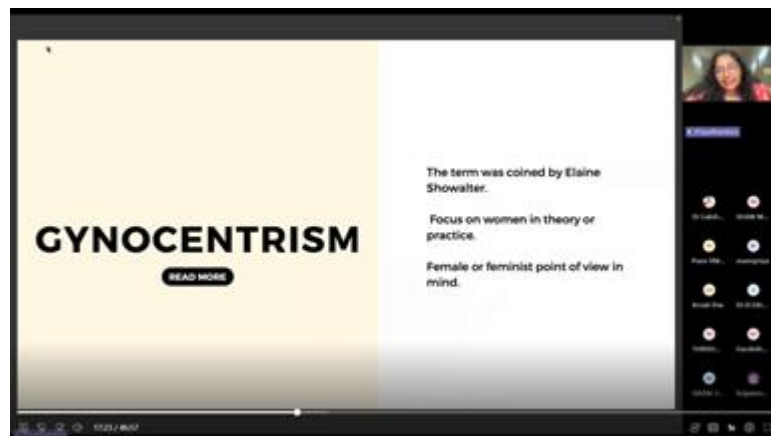 GYNOCENTRISM
READ MORE
The term was coined by Elaine
Showalter.
Focus on women in theory or
practice.
Female or feminist point of view in
mind.